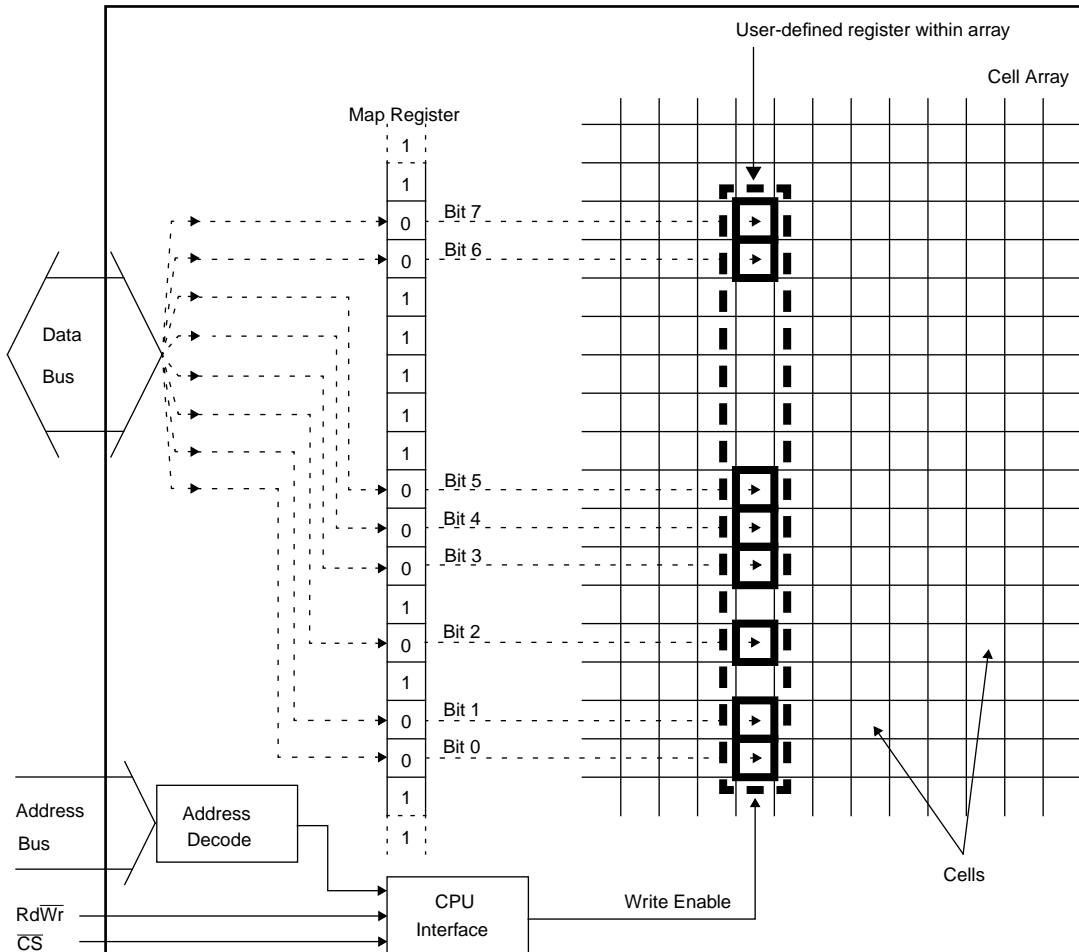 User-defined register within array
Cell Array
Map Register
1
1
0 Bit 7
0 Bit 6
1
1
1
1
1
0 Bit 5
0 Bit 4
0 Bit 3
1
0 Bit 2
1
0 Bit 1
0 Bit 0
1
1
Data
Bus
Address
Bus
Address
Decode
RdW̅r̅
C̅S̅
CPU
Interface
Write Enable
Cells